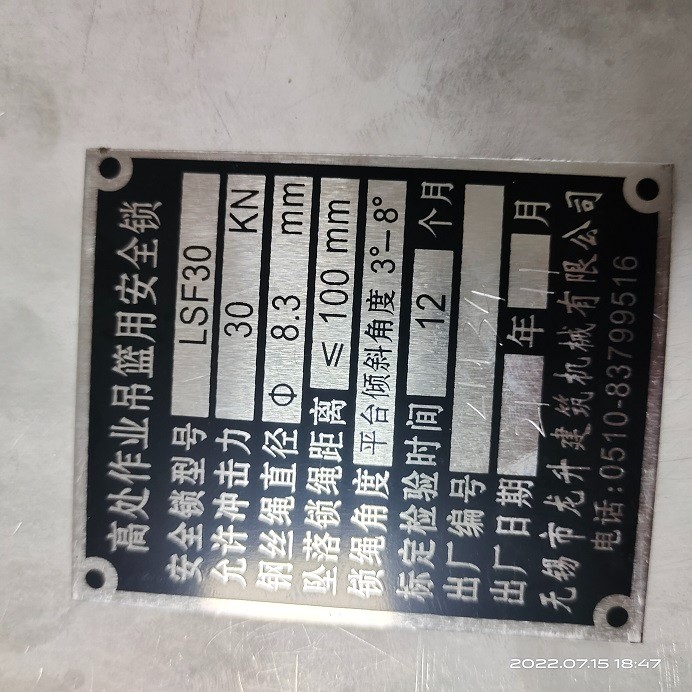 高处作业吊篮用安全锁
安全锁型号 LSF30
允许冲击力 30 KN
钢丝绳直径 Φ 8.3 mm
坠落锁绳距离 ≤ 100 mm
锁绳角度 平台倾斜角度 3°-8°
标定检验时间 12 个月
出厂编号
出厂日期 21 年 11 月
无锡市龙升建筑机械有限公司
电话:0510-83799516
2022.07.15 18:47